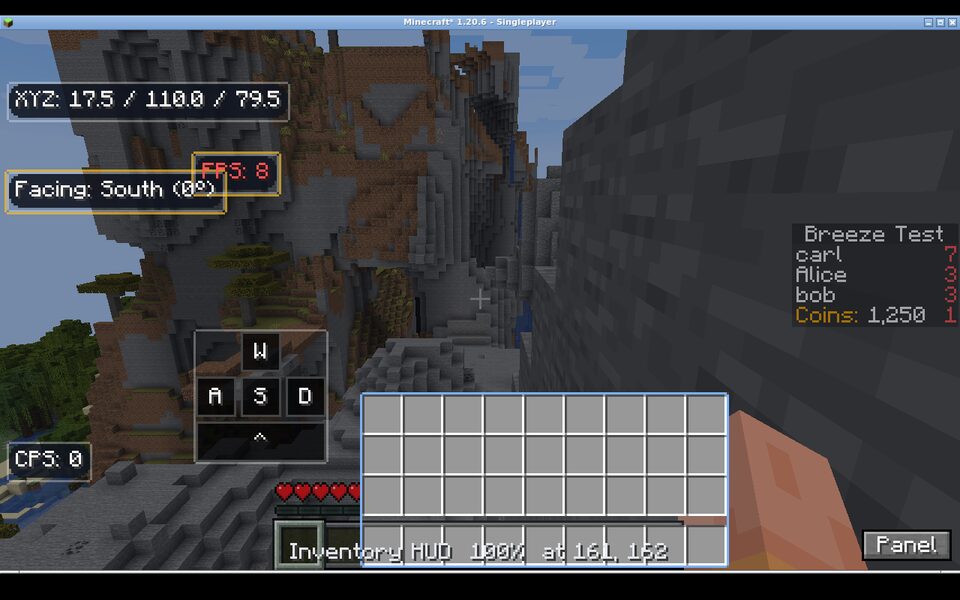 Minecraft* 1.20.6 - Singleplayer
XYZ: 17.5 / 110.0 / 79.5
FPS: 8
Facing: South (0°)
Breeze Test
carl 7
Alice 3
bob 3
Coins: 1,250 1
W
A S D
^
CPS: 0
Inventory HUD 100% at 161, 162
Panel